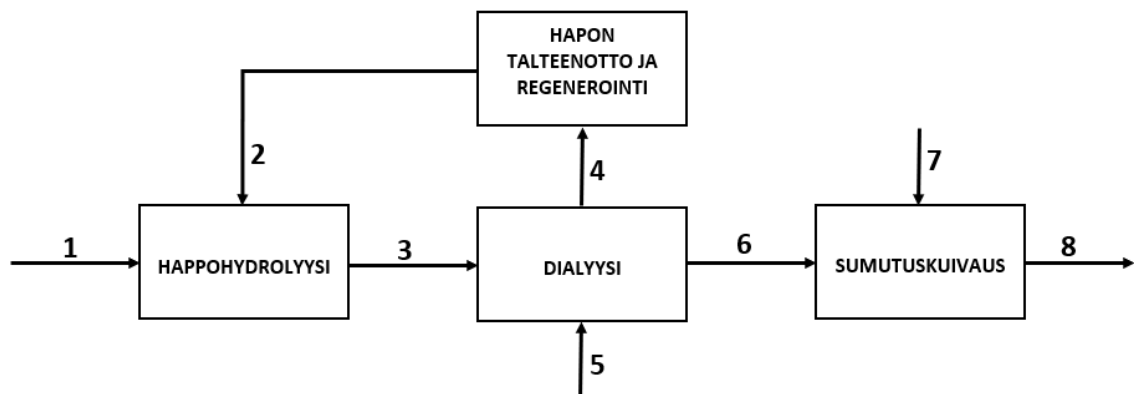 HAPON
TALTEENOTTO JA
REGENEROINTI
2
4
7
1
HAPPOHYDROLYYSI
3
DIALYYSI
6
SUMUTUSKUIVAUS
8
5